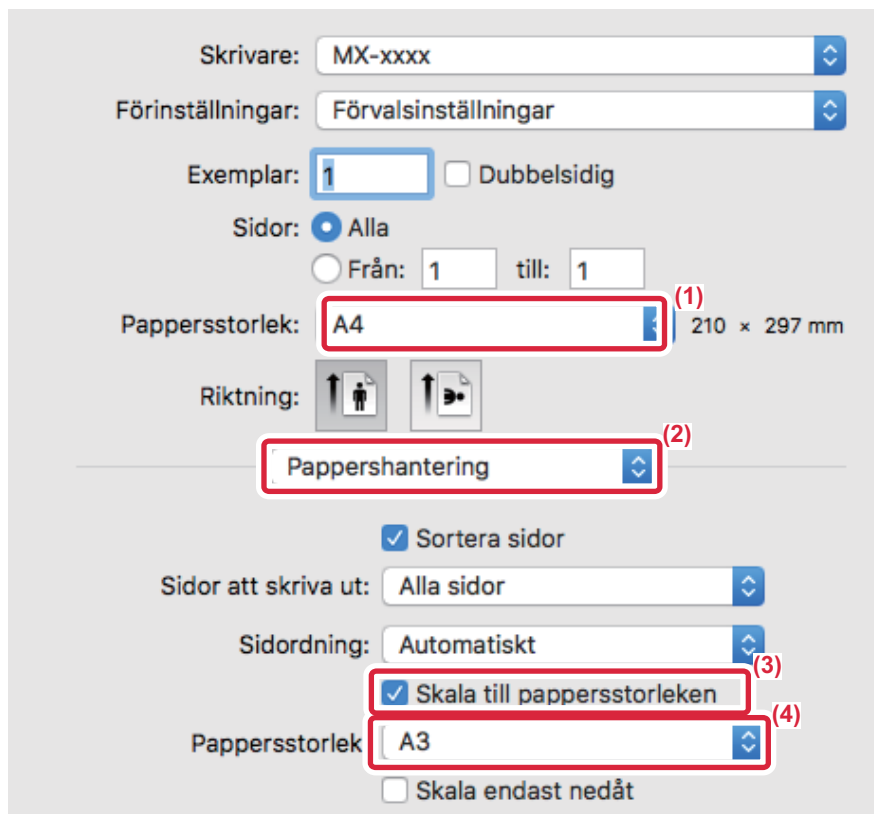 Skrivare: MX-xxxx
Förinställningar: Förvalsinställningar
Exemplar: 1 Dubbelsidig
Sidor: Alla
Från: 1 till: 1
(1)
Pappersstorlek: A4 210 × 297 mm
Riktning:
(2)
Pappershantering
Sortera sidor
Sidor att skriva ut: Alla sidor
Sidordning: Automatiskt
(3)
Skala till pappersstorleken
(4)
Pappersstorlek A3
Skala endast nedåt